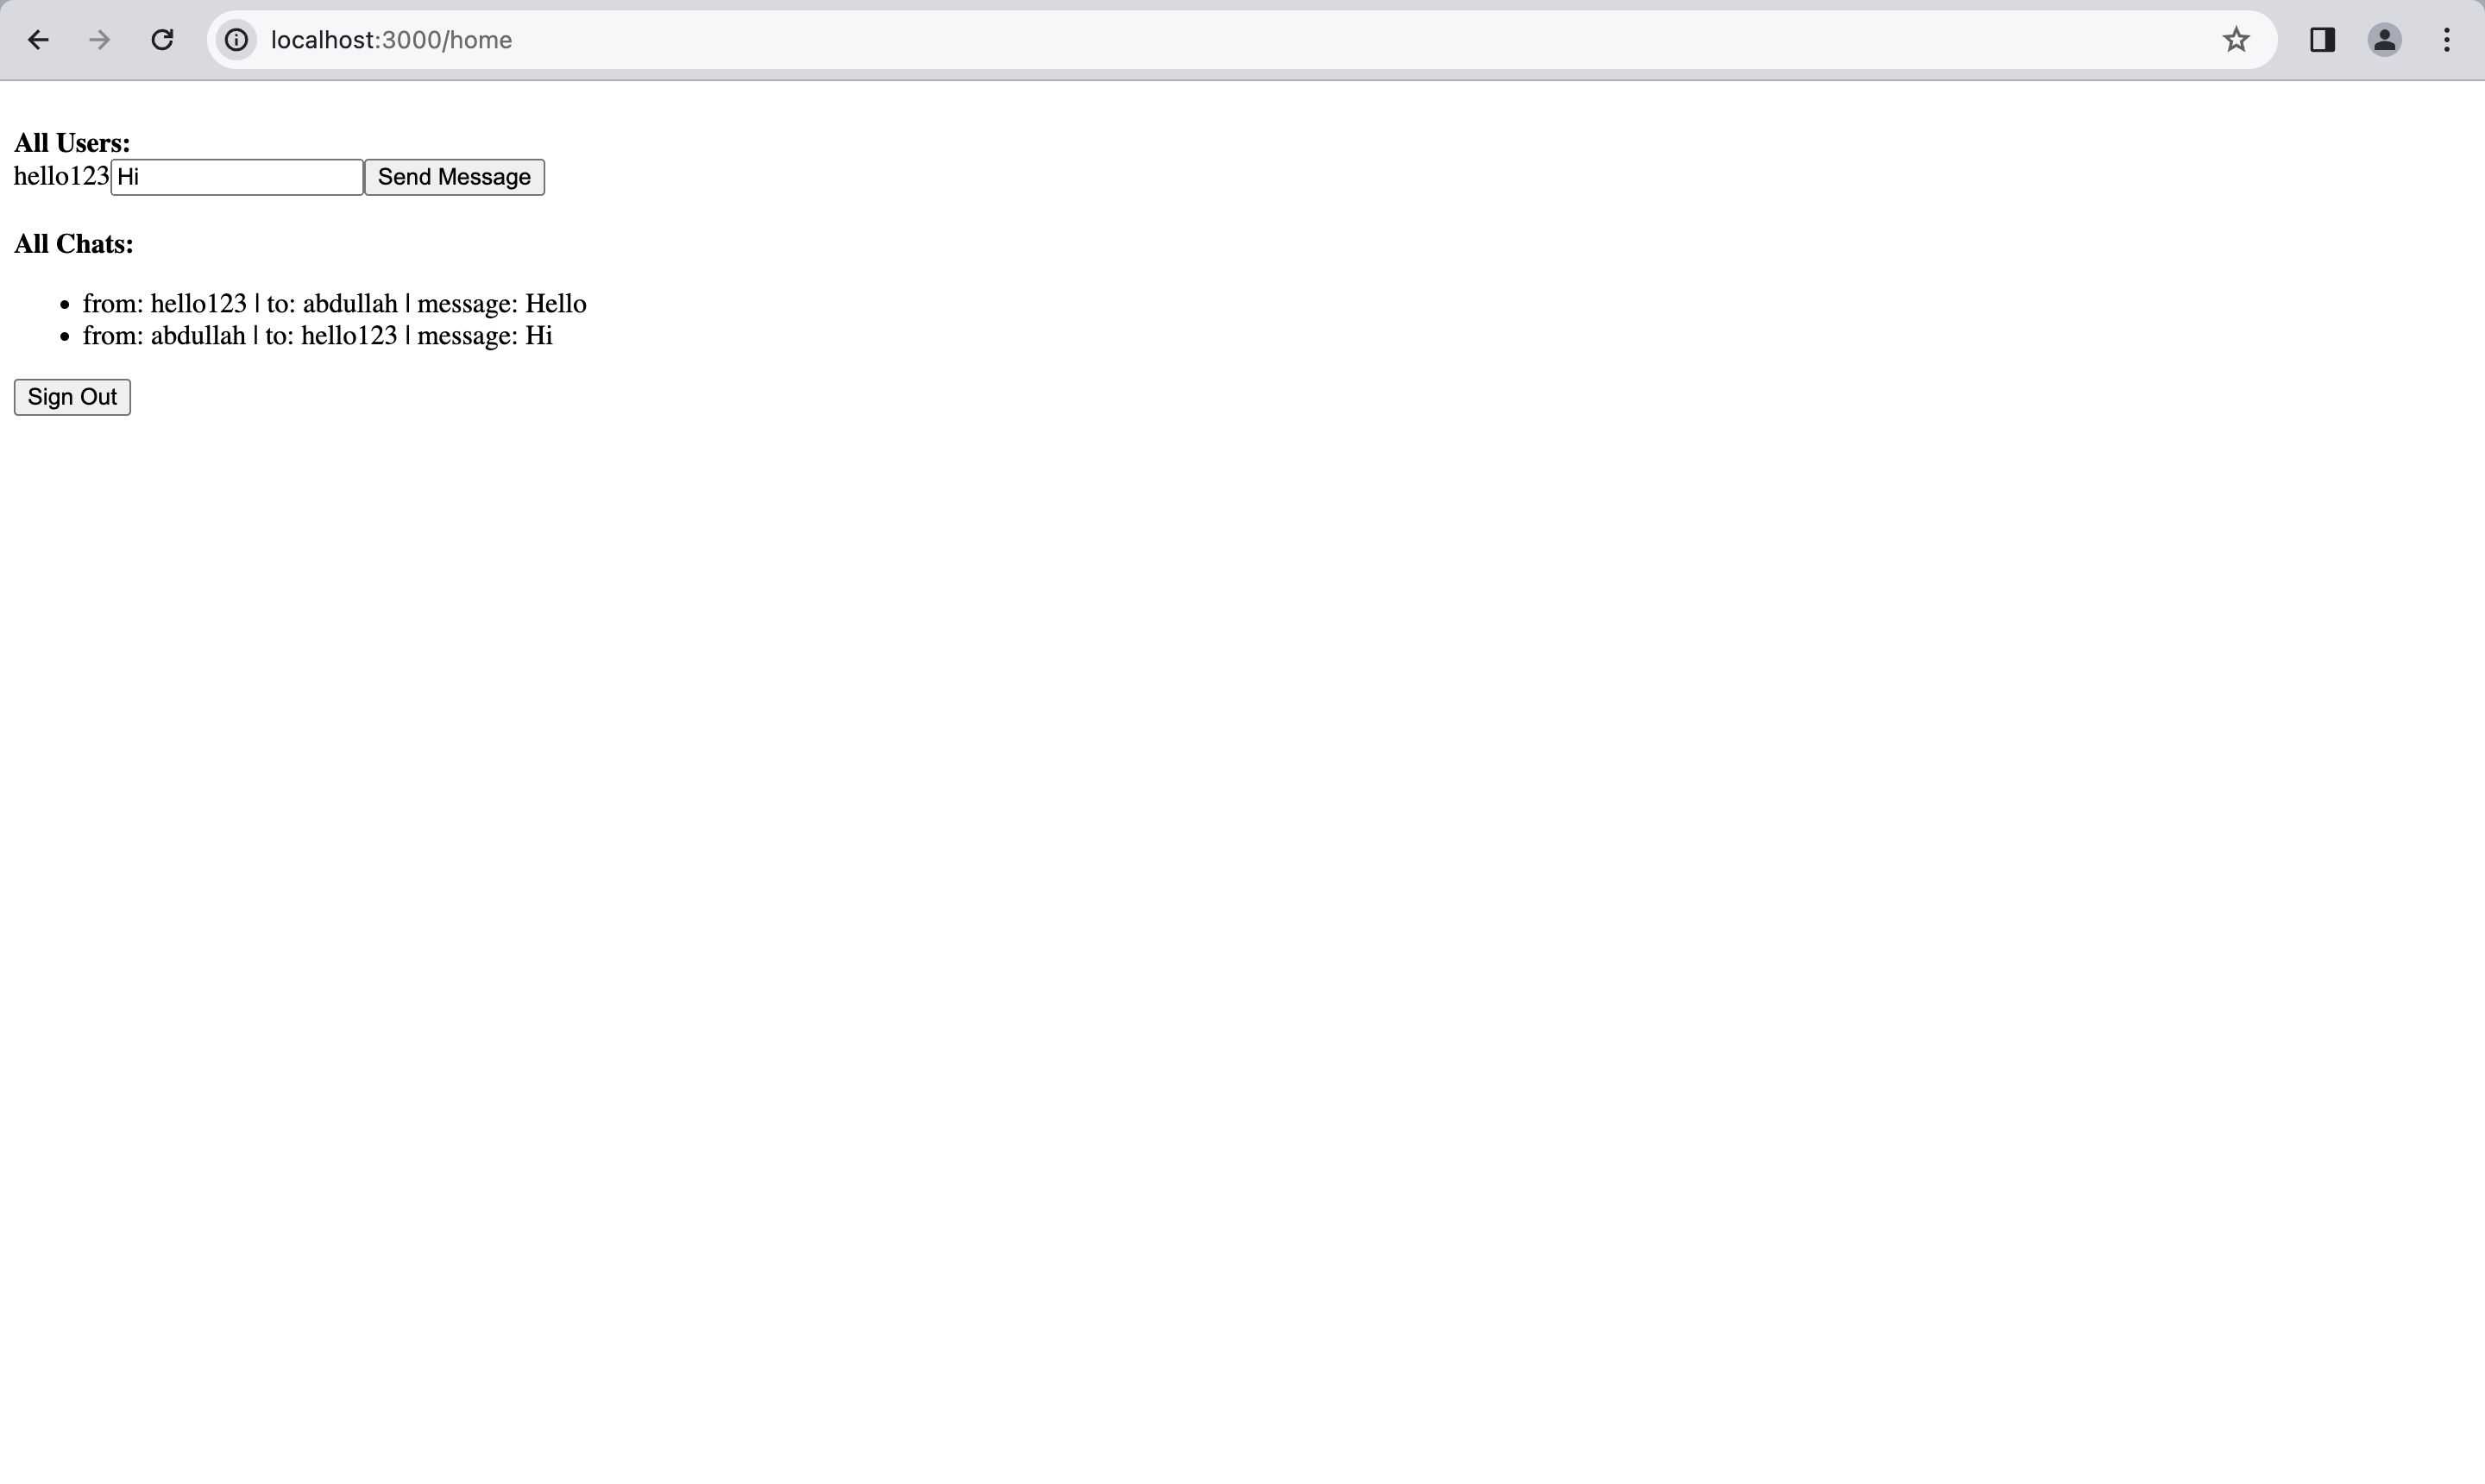 localhost:3000/home
All Users:
hello123 Hi Send Message
All Chats:
• from: hello123 | to: abdullah | message: Hello
• from: abdullah | to: hello123 | message: Hi
Sign Out